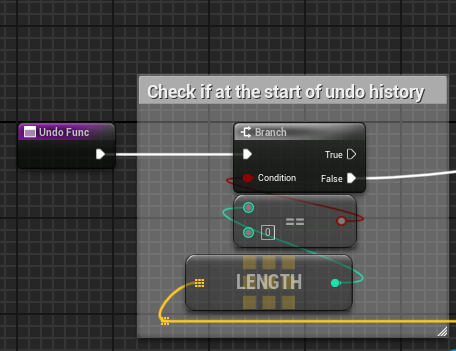 Check if at the start of undo history
Undo Func
Branch
True
Condition
False
==
0
LENGTH